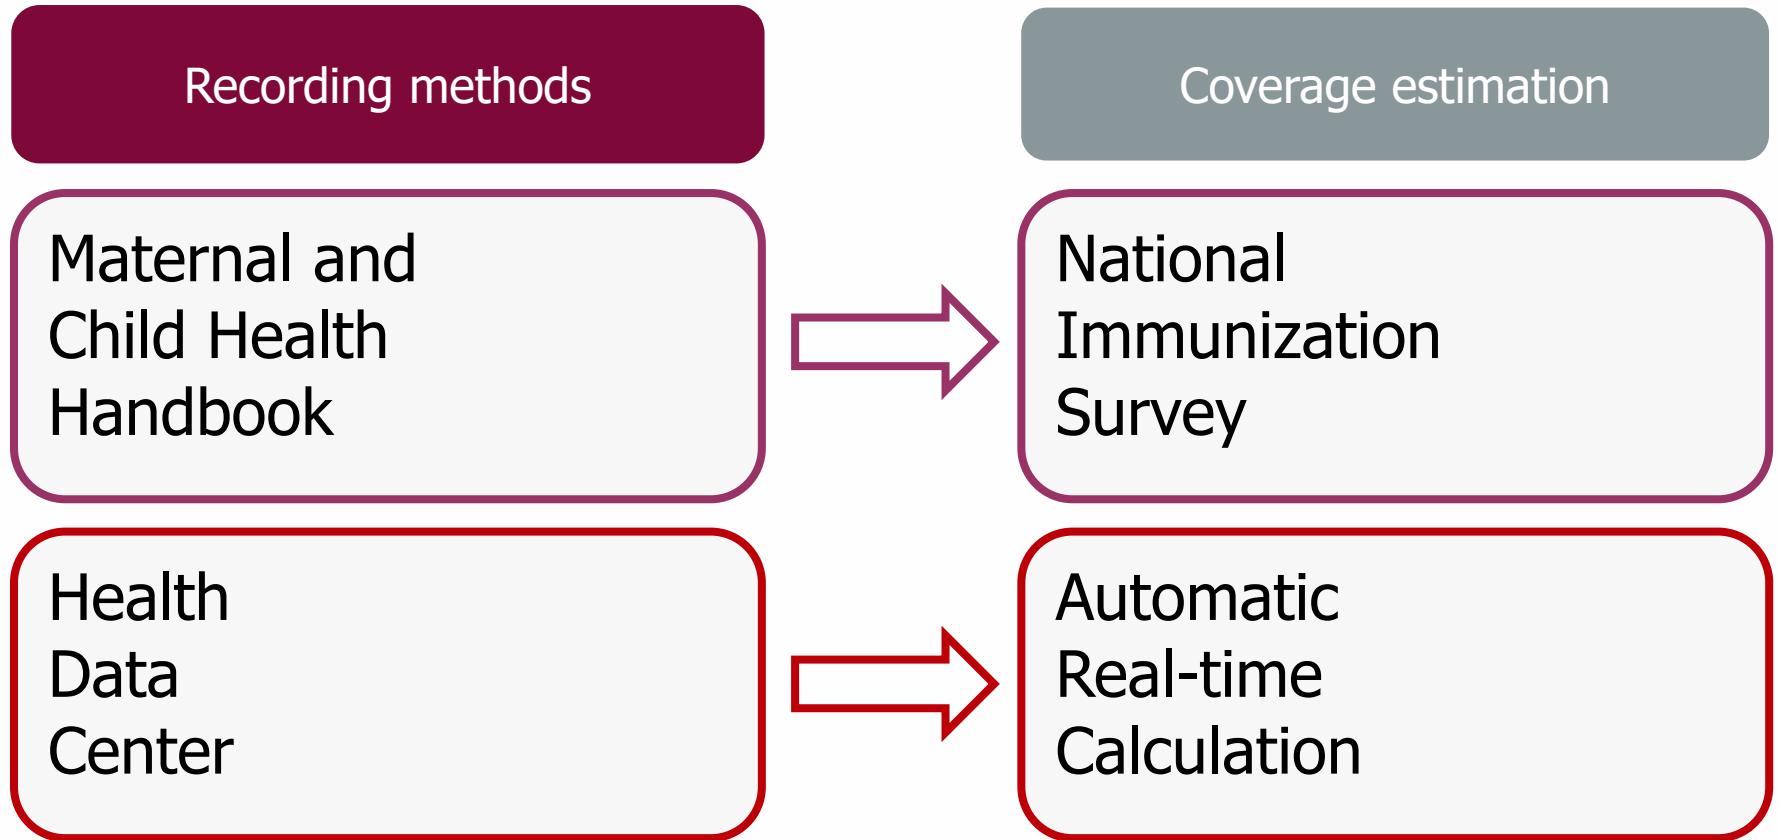 Recording methods
Coverage estimation
Maternal and
Child Health
Handbook
National
Immunization
Survey
Health
Data
Center
Automatic
Real-time
Calculation